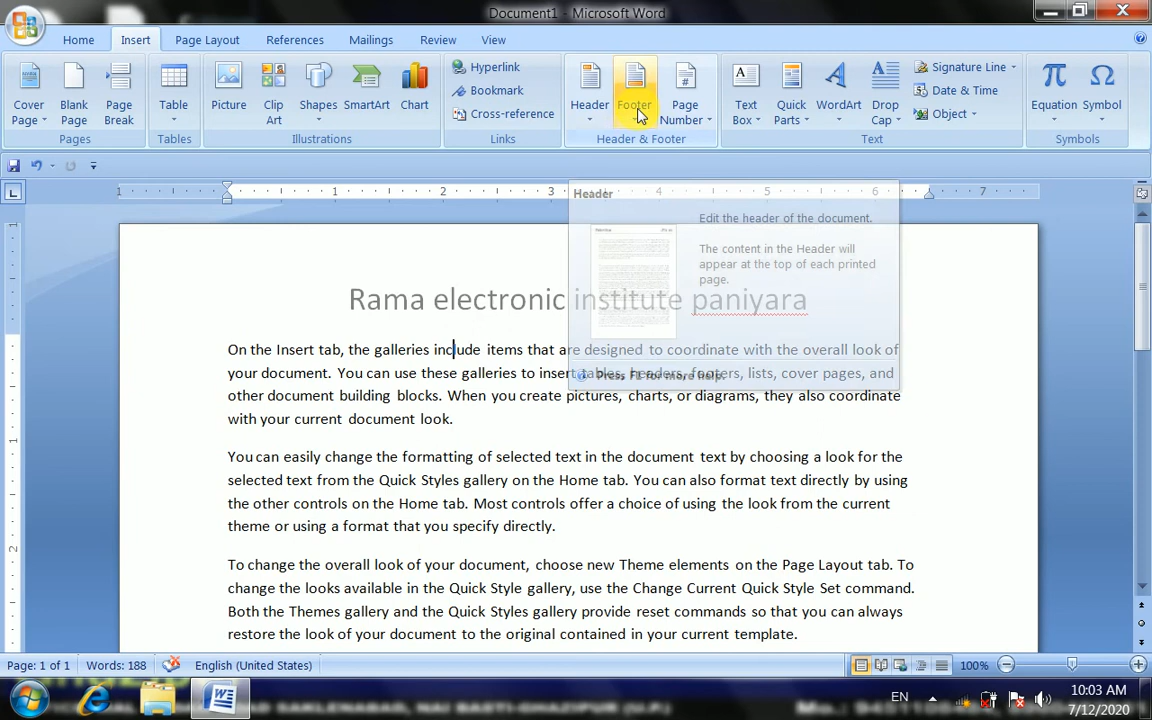 Document1 - Microsoft Word
Home Insert Page Layout References Mailings Review View
Cover Page
Blank Page
Page Break
Pages
Table
Tables
Picture
Clip Art
Shapes
SmartArt
Chart
Illustrations
Hyperlink
Bookmark
Cross-reference
Links
Header
Footer
Page Number
Header & Footer
Text Box
Quick Parts
WordArt
Drop Cap
Signature Line
Date & Time
Object
Text
Equation
Symbol
Symbols
1 1 2 3 4 5 6 7
Header
Edit the header of the document.
The content in the Header will
appear at the top of each printed
page.
Press F1 for more help.
Rama electronic institute paniyara
On the Insert tab, the galleries include items that are designed to coordinate with the overall look of
your document. You can use these galleries to insert tables, headers, footers, lists, cover pages, and
other document building blocks. When you create pictures, charts, or diagrams, they also coordinate
with your current document look.
You can easily change the formatting of selected text in the document text by choosing a look for the
selected text from the Quick Styles gallery on the Home tab. You can also format text directly by using
the other controls on the Home tab. Most controls offer a choice of using the look from the current
theme or using a format that you specify directly.
To change the overall look of your document, choose new Theme elements on the Page Layout tab. To
change the looks available in the Quick Style gallery, use the Change Current Quick Style Set command.
Both the Themes gallery and the Quick Styles gallery provide reset commands so that you can always
restore the look of your document to the original contained in your current template.
Page: 1 of 1 Words: 188 English (United States) 100%
EN
10:03 AM
7/12/2020